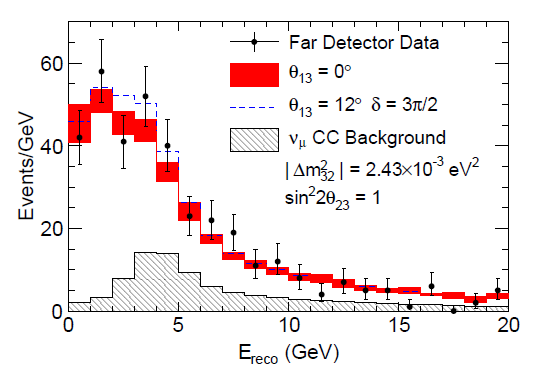 Events/GeV
60
40
20
0
Far Detector Data
θ₁₃ = 0°
θ₁₃ = 12° δ = 3π/2
νμ CC Background
|Δm²₃₂| = 2.43×10⁻³ eV²
sin²2θ₂₃ = 1
0 5 10 15 20
E_reco (GeV)